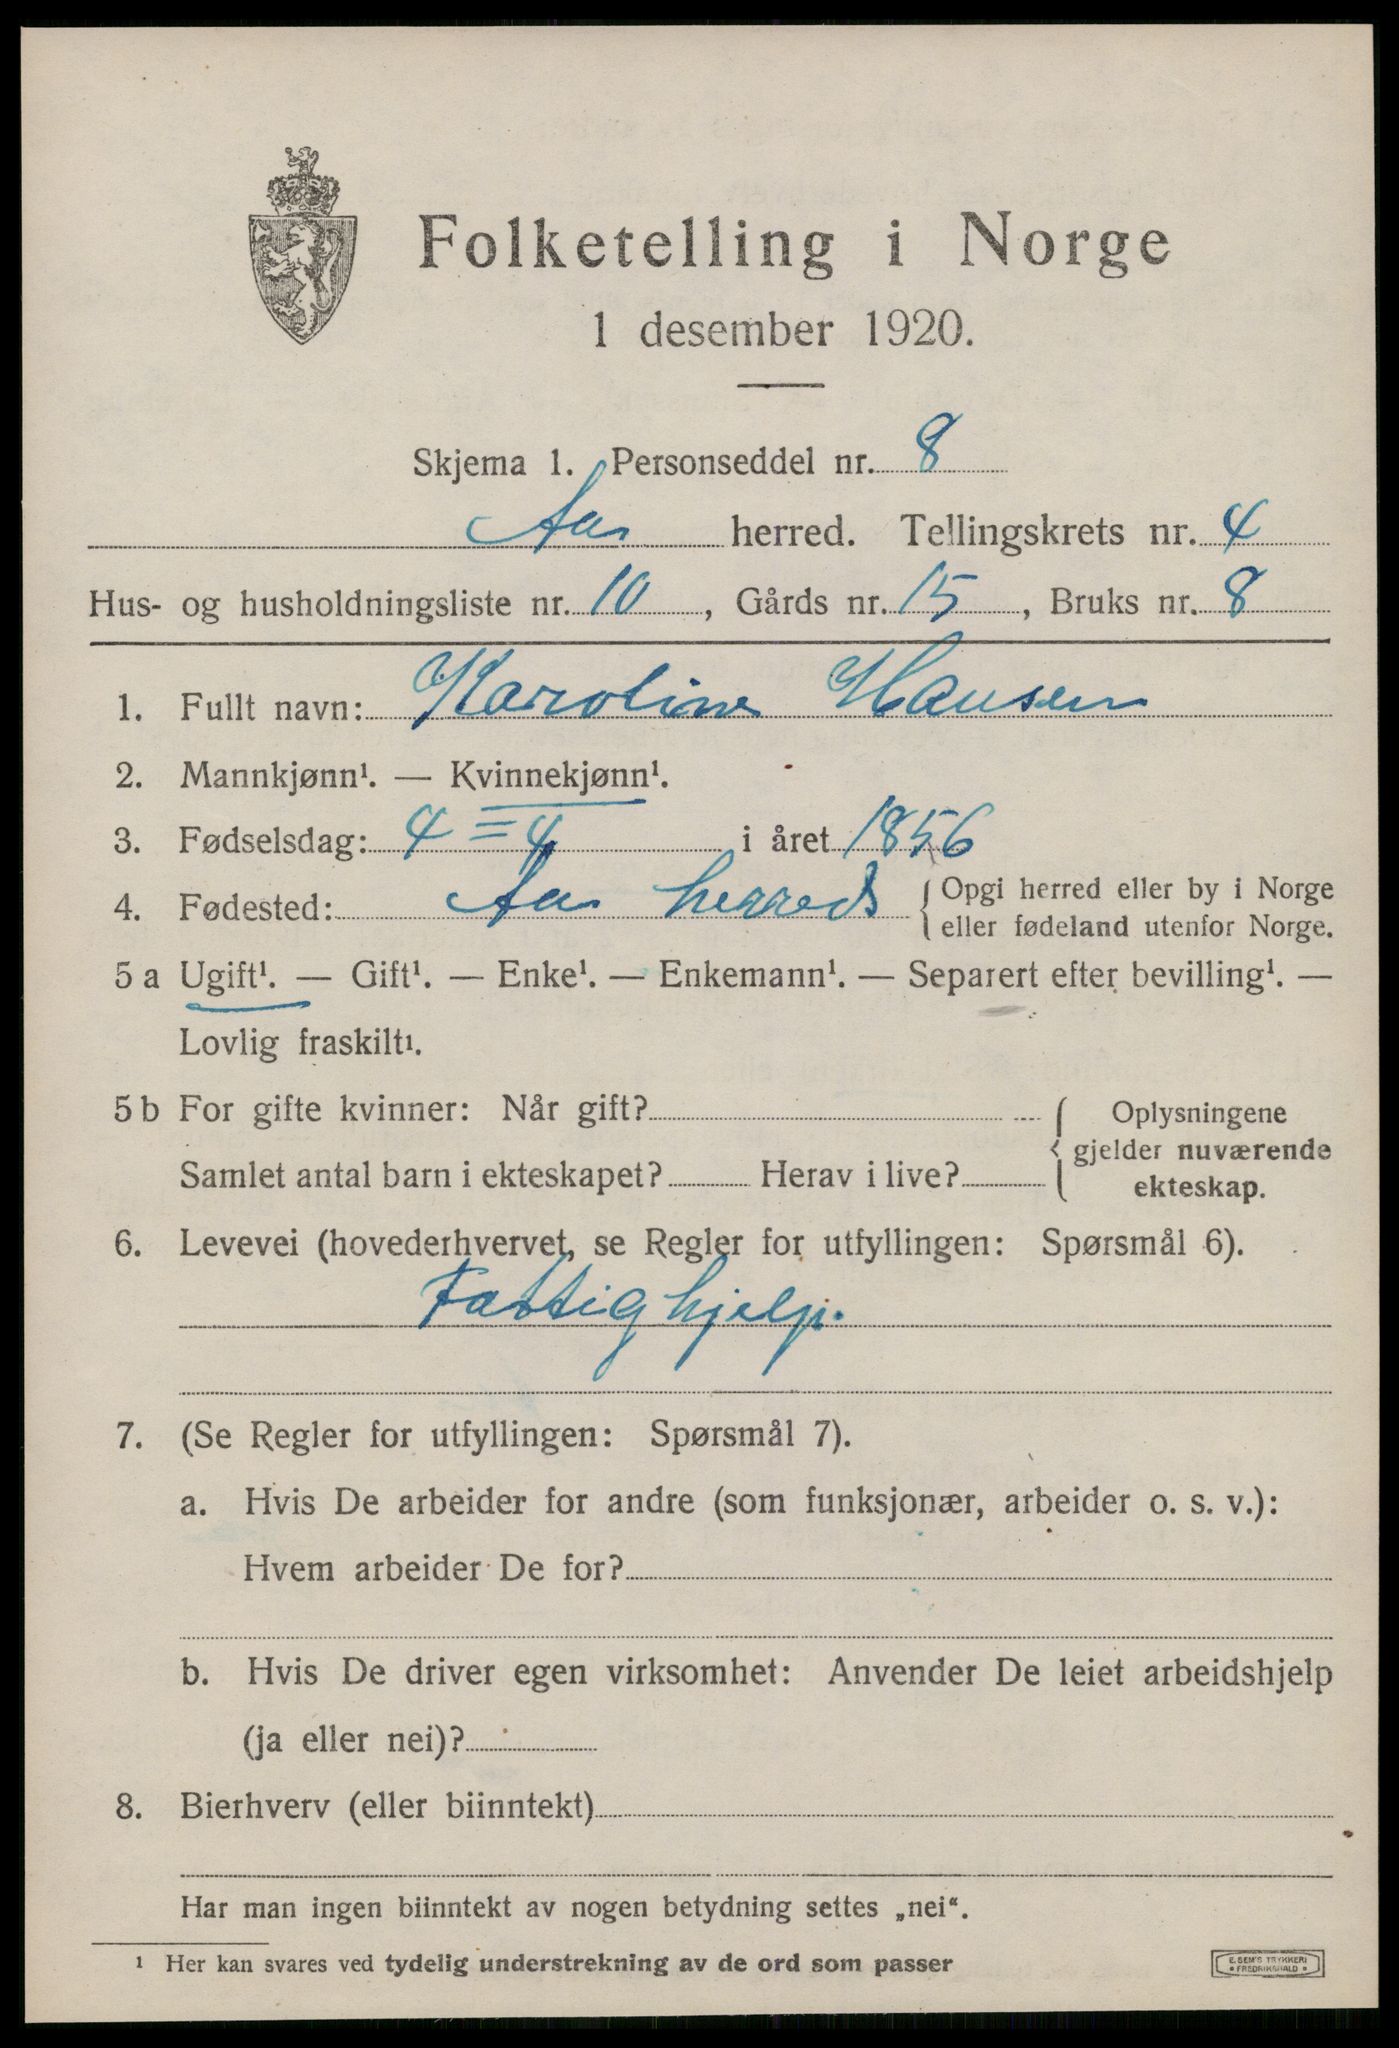 Folketelling i Norge
1 desember 1920.
Skjema 1. Personseddel nr. 8
Aas herred. Tellingskrets nr. 4
Hus- og husholdningsliste nr. 10, Gårds nr. 15, Bruks nr. 8
1. Fullt navn: Karoline Hansen
2. Mannkjønn¹. — Kvinnekjønn¹.
3. Fødselsdag: 4 = 4 i året 1856
4. Fødested: Aas herreds { Opgi herred eller by i Norge
eller fødeland utenfor Norge.
5 a Ugift¹. — Gift¹. — Enke¹. — Enkemann¹. — Separert efter bevilling¹. —
Lovlig fraskilt¹.
5 b For gifte kvinner: Når gift? { Oplysningene
gjelder nuværende
Samlet antal barn i ekteskapet? Herav i live? ekteskap.
6. Levevei (hovederhvervet, se Regler for utfyllingen: Spørsmål 6).
Fattighjelp.
7. (Se Regler for utfyllingen: Spørsmål 7).
a. Hvis De arbeider for andre (som funksjonær, arbeider o. s. v.):
Hvem arbeider De for?
b. Hvis De driver egen virksomhet: Anvender De leiet arbeidshjelp
(ja eller nei)?
8. Bierhverv (eller biinntekt)
Har man ingen biinntekt av nogen betydning settes „nei“.
¹ Her kan svares ved tydelig understrekning av de ord som passer
E. SEM'S TRYKKERI
FREDRIKSHALD